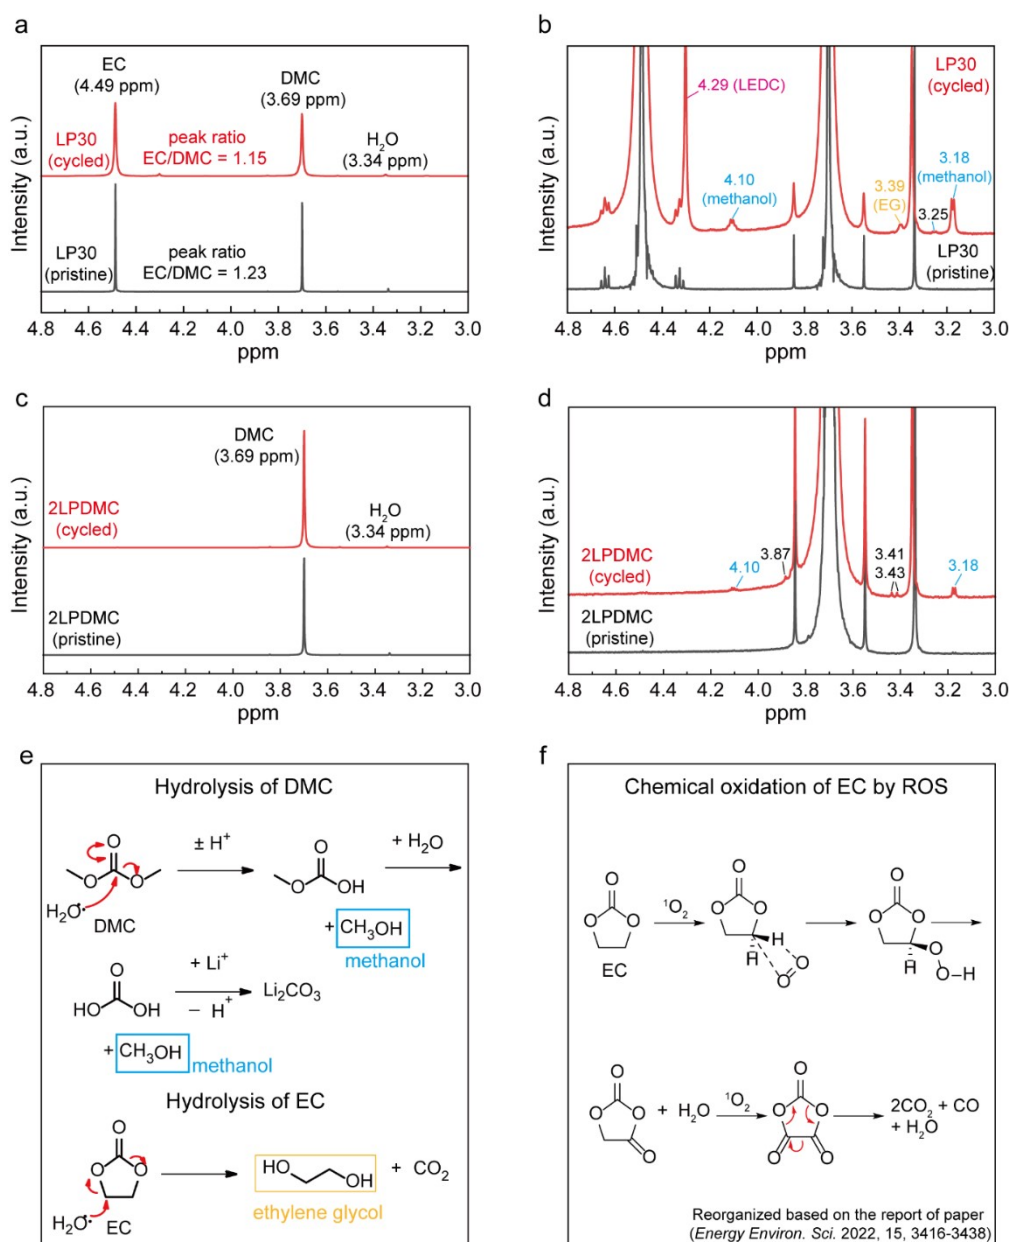 a
EC
(4.49 ppm)
DMC
(3.69 ppm)
LP30
(cycled)
peak ratio
EC/DMC = 1.15
H2O
(3.34 ppm)
LP30
(pristine)
peak ratio
EC/DMC = 1.23
Intensity (a.u.)
4.8 4.6 4.4 4.2 4.0 3.8 3.6 3.4 3.2 3.0
ppm
b
LP30
(cycled)
4.29 (LEDC)
4.10
(methanol)
3.39
(EG)
3.18
(methanol)
3.25
LP30
(pristine)
Intensity (a.u.)
4.8 4.6 4.4 4.2 4.0 3.8 3.6 3.4 3.2 3.0
ppm
c
DMC
(3.69 ppm)
2LPDMC
(cycled)
H2O
(3.34 ppm)
2LPDMC
(pristine)
Intensity (a.u.)
4.8 4.6 4.4 4.2 4.0 3.8 3.6 3.4 3.2 3.0
ppm
d
2LPDMC
(cycled)
4.10
3.87
3.41
3.43
3.18
2LPDMC
(pristine)
Intensity (a.u.)
4.8 4.6 4.4 4.2 4.0 3.8 3.6 3.4 3.2 3.0
ppm
e
Hydrolysis of DMC
O
O O
H2O
DMC
± H+
O
O OH
+ CH3OH
methanol
+ H2O
O
HO OH
+ CH3OH
methanol
+ Li+
− H+
Li2CO3
Hydrolysis of EC
O
O O
H2O
EC
HO
OH
ethylene glycol
+ CO2
f
Chemical oxidation of EC by ROS
O
O O
EC
1O2
O
O O
H
H
O
O
O
O O
O
H
O−H
O
O O
O
+ H2O
1O2
O
O O
O O
2CO2 + CO
+ H2O
Reorganized based on the report of paper
(Energy Environ. Sci. 2022, 15, 3416-3438)